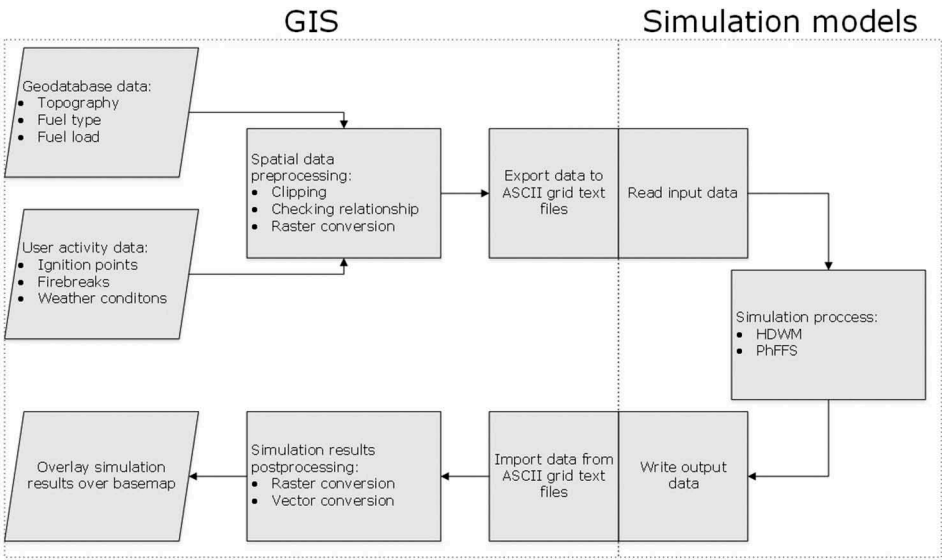 GIS
Simulation models
Geodatabase data:
• Topography
• Fuel type
• Fuel load
User activity data:
• Ignition points
• Firebreaks
• Weather conditons
Spatial data
preprocessing:
• Clipping
• Checking relationship
• Raster conversion
Export data to
ASCII grid text
files
Read input data
Simulation proccess:
• HDWM
• PhFFS
Write output
data
Import data from
ASCII grid text
files
Simulation results
postprocessing:
• Raster conversion
• Vector conversion
Overlay simulation
results over basemap